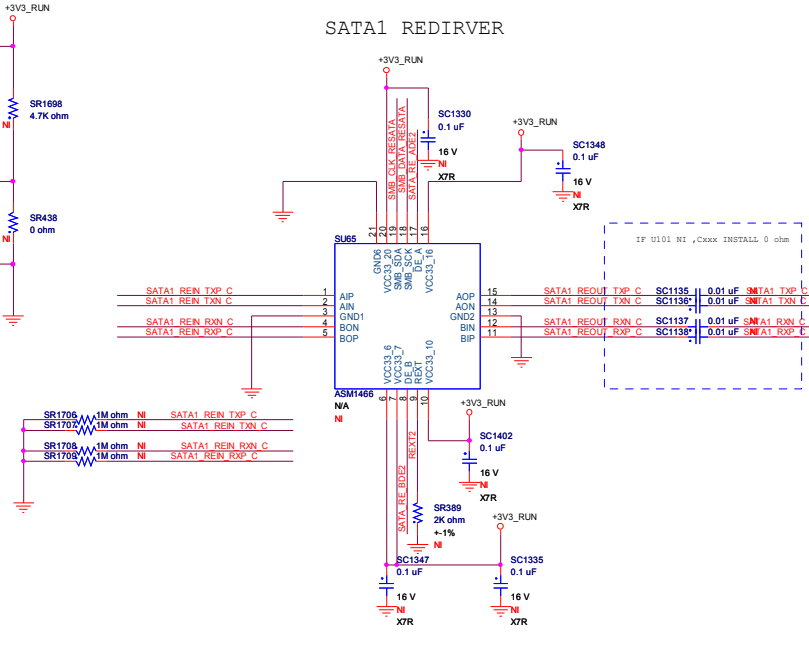 +3V3_RUN
SATA1 REDIRVER
+3V3_RUN
SR1698
4.7K ohm
NI
SC1330
0.1 uF
16 V
NI
X7R
+3V3_RUN
SC1348
0.1 uF
16 V
NI
X7R
SMB_CLK_RESATA
SMB_DATA_RESATA
SATA_RE_ADE2
SR438
0 ohm
NI
21
20
19
18
17
16
SU65
GND6
VCC33_20
SMB_SDA
SMB_SCK
DE_A
VCC33_16
IF U101 NI ,Cxxx INSTALL 0 ohm
SATA1_REIN_TXP_C 1 AIP
SATA1_REIN_TXN_C 2 AIN
3 GND1
SATA1_REIN_RXN_C 4 BON
SATA1_REIN_RXP_C 5 BOP
AOP 15 SATA1_REOUT_TXP_C SC1135 0.01 uF NI SATA1_TXP_C
AON 14 SATA1_REOUT_TXN_C SC1136 0.01 uF NI SATA1_TXN_C
GND2 13
BIN 12 SATA1_REOUT_RXN_C SC1137 0.01 uF NI SATA1_RXN_C
BIP 11 SATA1_REOUT_RXP_C SC1138 0.01 uF NI SATA1_RXP_C
VCC33_6
VCC33_7
DE_B
REXT
VCC33_10
ASM1466
N/A
NI
6
7
8
9
10
SR1706 1M ohm NI SATA1_REIN_TXP_C
SR1707 1M ohm NI SATA1_REIN_TXN_C
SR1708 1M ohm NI SATA1_REIN_RXN_C
SR1709 1M ohm NI SATA1_REIN_RXP_C
+3V3_RUN
SC1402
0.1 uF
16 V
NI
X7R
REXT2
SATA_RE_BDE2
SR389
2K ohm
+-1%
NI
+3V3_RUN
SC1347
0.1 uF
16 V
NI
X7R
SC1335
0.1 uF
16 V
NI
X7R